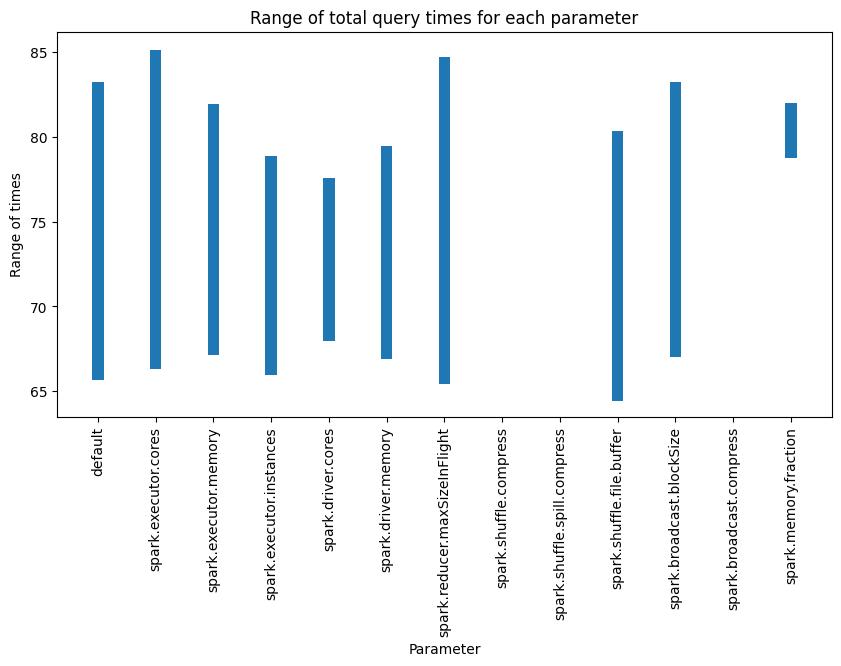 Range of total query times for each parameter
Range of times
85
80
75
70
65
default
spark.executor.cores
spark.executor.memory
spark.executor.instances
spark.driver.cores
spark.driver.memory
spark.reducer.maxSizeInFlight
spark.shuffle.compress
spark.shuffle.spill.compress
spark.shuffle.file.buffer
spark.broadcast.blockSize
spark.broadcast.compress
spark.memory.fraction
Parameter